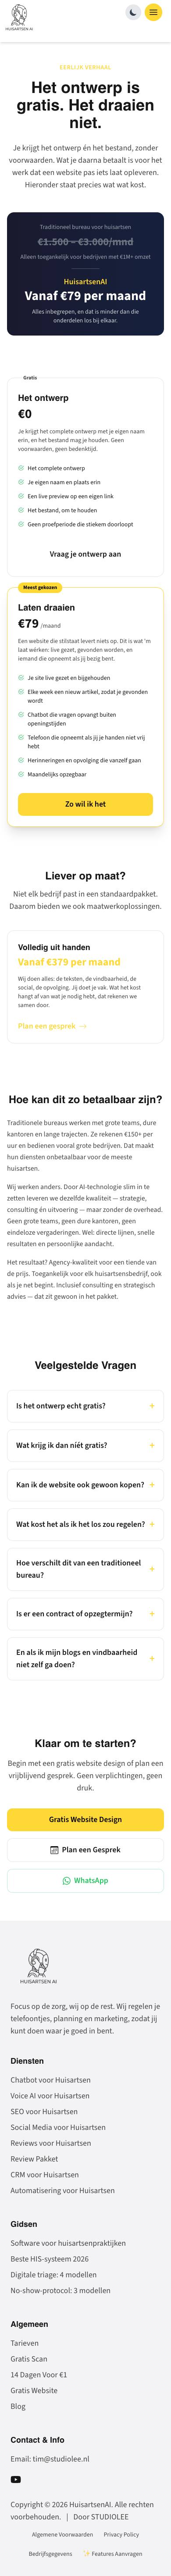 HUISARTSEN AI
EERLIJK VERHAAL
Het ontwerp is
gratis. Het draaien
niet.
Je krijgt het ontwerp en het bestand, zonder
voorwaarden. Wat je daarna betaalt is voor het
werk dat een website pas iets laat opleveren.
Hieronder staat precies wat dat kost.
Traditioneel bureau voor huisartsen
€1.500 – €3.000/mnd
Alleen toegankelijk voor bedrijven met €1M+ omzet
HuisartsenAI
Vanaf €79 per maand
Alles inbegrepen, en dat is minder dan die
onderdelen los bij elkaar.
Gratis
Het ontwerp
€0
Je krijgt het complete ontwerp met je eigen naam
erin, en het bestand mag je houden. Geen
voorwaarden, geen bedenktijd.
Het complete ontwerp
Je eigen naam en plaats erin
Een live preview op een eigen link
Het bestand, om te houden
Geen proefperiode die stiekem doorloopt
Vraag je ontwerp aan
Meest gekozen
Laten draaien
€79 /maand
Een website die stilstaat levert niets op. Dit is wat 'm
laat werken: live gezet, gevonden worden, en
iemand die opneemt als jij bezig bent.
Je site live gezet en bijgehouden
Elke week een nieuw artikel, zodat je gevonden
wordt
Chatbot die vragen opvangt buiten
openingstijden
Telefoon die opneemt als jij je handen niet vrij
hebt
Herinneringen en opvolging die vanzelf gaan
Maandelijks opzegbaar
Zo wil ik het
Liever op maat?
Niet elk bedrijf past in een standaardpakket.
Daarom bieden we ook maatwerkoplossingen.
Volledig uit handen
Vanaf €379 per maand
Wij doen alles: de teksten, de vindbaarheid, de
social, de opvolging. Jij doet je vak. Wat het kost
hangt af van wat je nodig hebt, dat rekenen we
samen door.
Plan een gesprek →
Hoe kan dit zo betaalbaar zijn?
Traditionele bureaus werken met grote teams, dure
kantoren en lange trajecten. Ze rekenen €150+ per
uur en bedienen vooral grote bedrijven. Dat maakt
hun diensten onbetaalbaar voor de meeste
huisartsen.
Wij werken anders. Door AI-technologie slim in te
zetten leveren we dezelfde kwaliteit — strategie,
consulting én uitvoering — maar zonder de overhead.
Geen grote teams, geen dure kantoren, geen
eindeloze vergaderingen. Wel: directe lijnen, snelle
resultaten en persoonlijke aandacht.
Het resultaat? Agency-kwaliteit voor een tiende van
de prijs. Toegankelijk voor elk huisartsenbedrijf, ook
als je net begint. Inclusief consulting en strategisch
advies — dat zit gewoon in het pakket.
Veelgestelde Vragen
Is het ontwerp echt gratis? +
Wat krijg ik dan níét gratis? +
Kan ik de website ook gewoon kopen? +
Wat kost het als ik het los zou regelen? +
Hoe verschilt dit van een traditioneel
bureau? +
Is er een contract of opzegtermijn? +
En als ik mijn blogs en vindbaarheid
niet zelf ga doen? +
Klaar om te starten?
Begin met een gratis website design of plan een
vrijblijvend gesprek. Geen verplichtingen, geen
druk.
Gratis Website Design
Plan een Gesprek
WhatsApp
HUISARTSEN AI
Focus op de zorg, wij op de rest. Wij regelen je
telefoontjes, planning en marketing, zodat jij
kunt doen waar je goed in bent.
Diensten
Chatbot voor Huisartsen
Voice AI voor Huisartsen
SEO voor Huisartsen
Social Media voor Huisartsen
Reviews voor Huisartsen
Review Pakket
CRM voor Huisartsen
Automatisering voor Huisartsen
Gidsen
Software voor huisartsenpraktijken
Beste HIS-systeem 2026
Digitale triage: 4 modellen
No-show-protocol: 3 modellen
Algemeen
Tarieven
Gratis Scan
14 Dagen Voor €1
Gratis Website
Blog
Contact & Info
Email: tim@studiolee.nl
Copyright © 2026 HuisartsenAI. Alle rechten
voorbehouden. | Door STUDIOLEE
Algemene Voorwaarden Privacy Policy
Bedrijfsgegevens ✨ Features Aanvragen